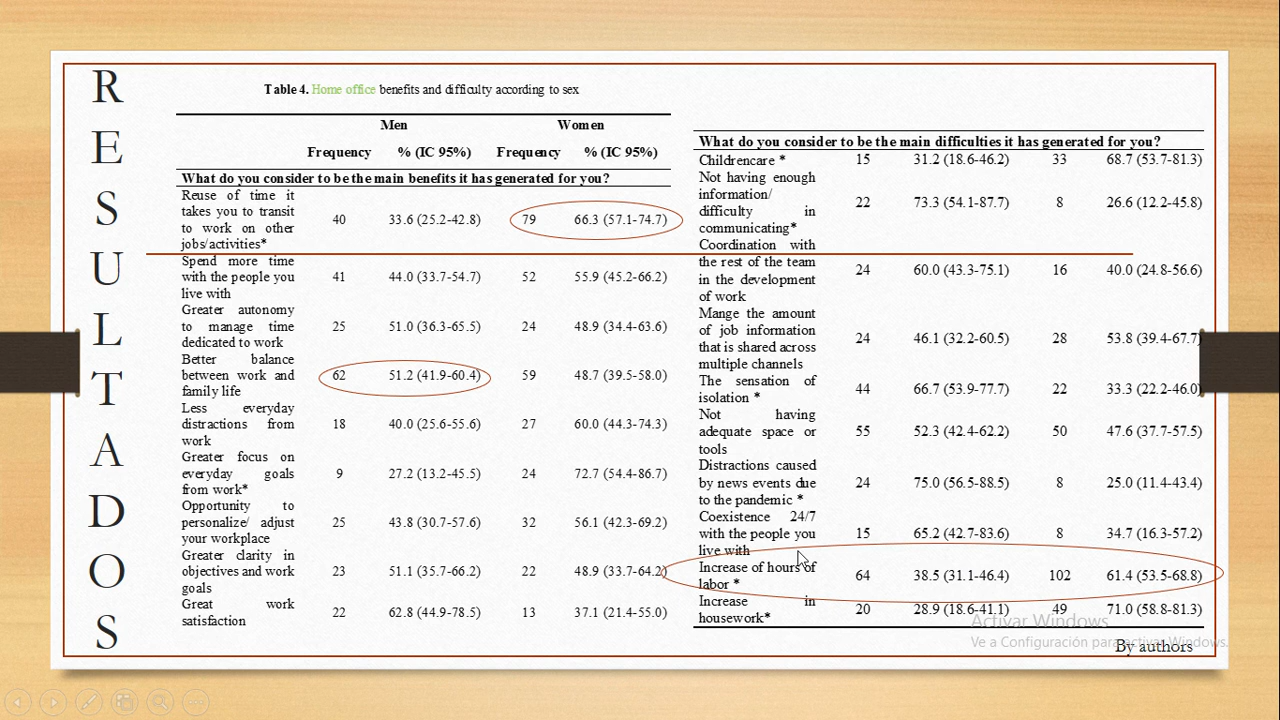 RESULTADOS
Table 4. Home office benefits and difficulty according to sex
Men Women
Frequency % (IC 95%) Frequency % (IC 95%)
What do you consider to be the main benefits it has generated for you?
Reuse of time it
takes you to transit
to work on other
jobs/activities*
40 33.6 (25.2-42.8) 79 66.3 (57.1-74.7)
Spend more time
with the people you
live with
41 44.0 (33.7-54.7) 52 55.9 (45.2-66.2)
Greater autonomy
to manage time
dedicated to work
25 51.0 (36.3-65.5) 24 48.9 (34.4-63.6)
Better balance
between work and
family life
62 51.2 (41.9-60.4) 59 48.7 (39.5-58.0)
Less everyday
distractions from
work
18 40.0 (25.6-55.6) 27 60.0 (44.3-74.3)
Greater focus on
everyday goals
from work*
9 27.2 (13.2-45.5) 24 72.7 (54.4-86.7)
Opportunity to
personalize/ adjust
your workplace
25 43.8 (30.7-57.6) 32 56.1 (42.3-69.2)
Greater clarity in
objectives and work
goals
23 51.1 (35.7-66.2) 22 48.9 (33.7-64.2)
Great work
satisfaction
22 62.8 (44.9-78.5) 13 37.1 (21.4-55.0)
What do you consider to be the main difficulties it has generated for you?
Childrencare * 15 31.2 (18.6-46.2) 33 68.7 (53.7-81.3)
Not having enough
information/
difficulty in
communicating*
22 73.3 (54.1-87.7) 8 26.6 (12.2-45.8)
Coordination with
the rest of the team
in the development
of work
24 60.0 (43.3-75.1) 16 40.0 (24.8-56.6)
Mange the amount
of job information
that is shared across
multiple channels
24 46.1 (32.2-60.5) 28 53.8 (39.4-67.7)
The sensation of
isolation *
44 66.7 (53.9-77.7) 22 33.3 (22.2-46.0)
Not having
adequate space or
tools
55 52.3 (42.4-62.2) 50 47.6 (37.7-57.5)
Distractions caused
by news events due
to the pandemic *
24 75.0 (56.5-88.5) 8 25.0 (11.4-43.4)
Coexistence 24/7
with the people you
live with
15 65.2 (42.7-83.6) 8 34.7 (16.3-57.2)
Increase of hours of
labor *
64 38.5 (31.1-46.4) 102 61.4 (53.5-68.8)
Increase in
housework*
20 28.9 (18.6-41.1) 49 71.0 (58.8-81.3)
Activar Windows
Ve a Configuración para activar Windows.
By authors